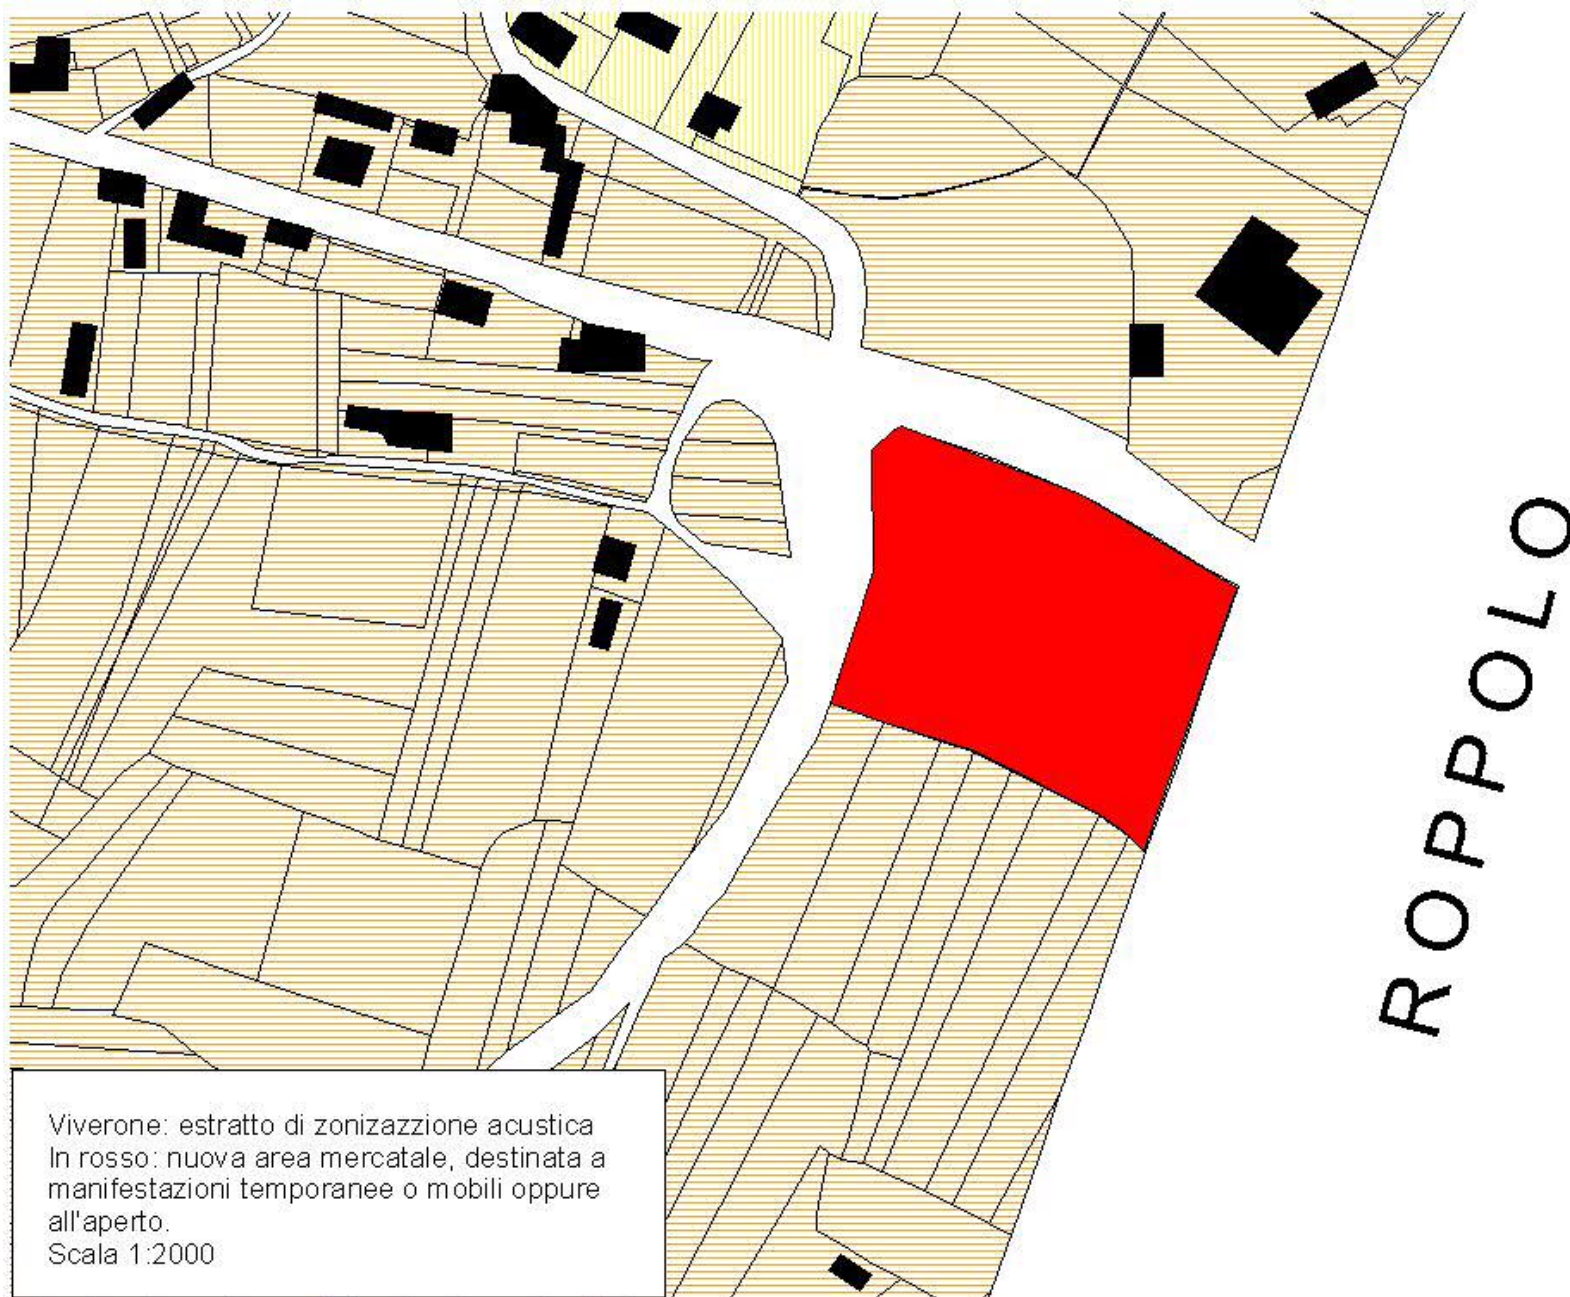 ROPPOLO
Viverone: estratto di zonizazzione acustica
In rosso: nuova area mercatale, destinata a
manifestazioni temporanee o mobili oppure
all'aperto.
Scala 1:2000